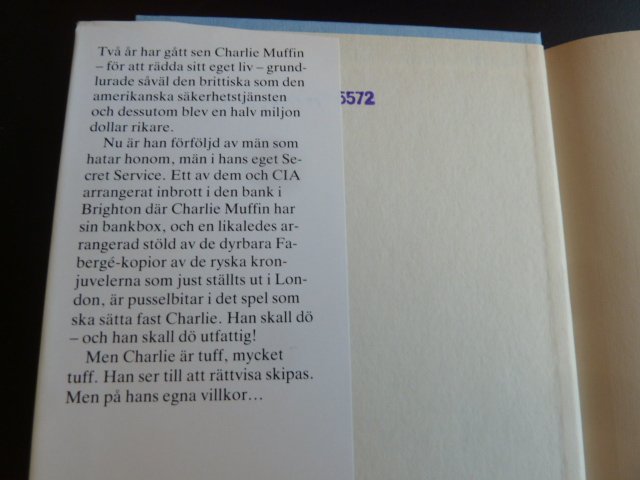 Två år har gått sen Charlie Muffin
– för att rädda sitt eget liv – grund-
lurade såväl den brittiska som den
amerikanska säkerhetstjänsten
och dessutom blev en halv miljon
dollar rikare.
Nu är han förföljd av män som
hatar honom, män i hans eget Se-
cret Service. Ett av dem och CIA
arrangerat inbrott i den bank i
Brighton där Charlie Muffin har
sin bankbox, och en likaledes ar-
rangerad stöld av de dyrbara Fa-
bergé-kopior av de ryska kron-
juvelerna som just ställts ut i Lon-
don, är pusselbitar i det spel som
ska sätta fast Charlie. Han skall dö
– och han skall dö utfattig!
Men Charlie är tuff, mycket
tuff. Han ser till att rättvisa skipas.
Men på hans egna villkor...
5572